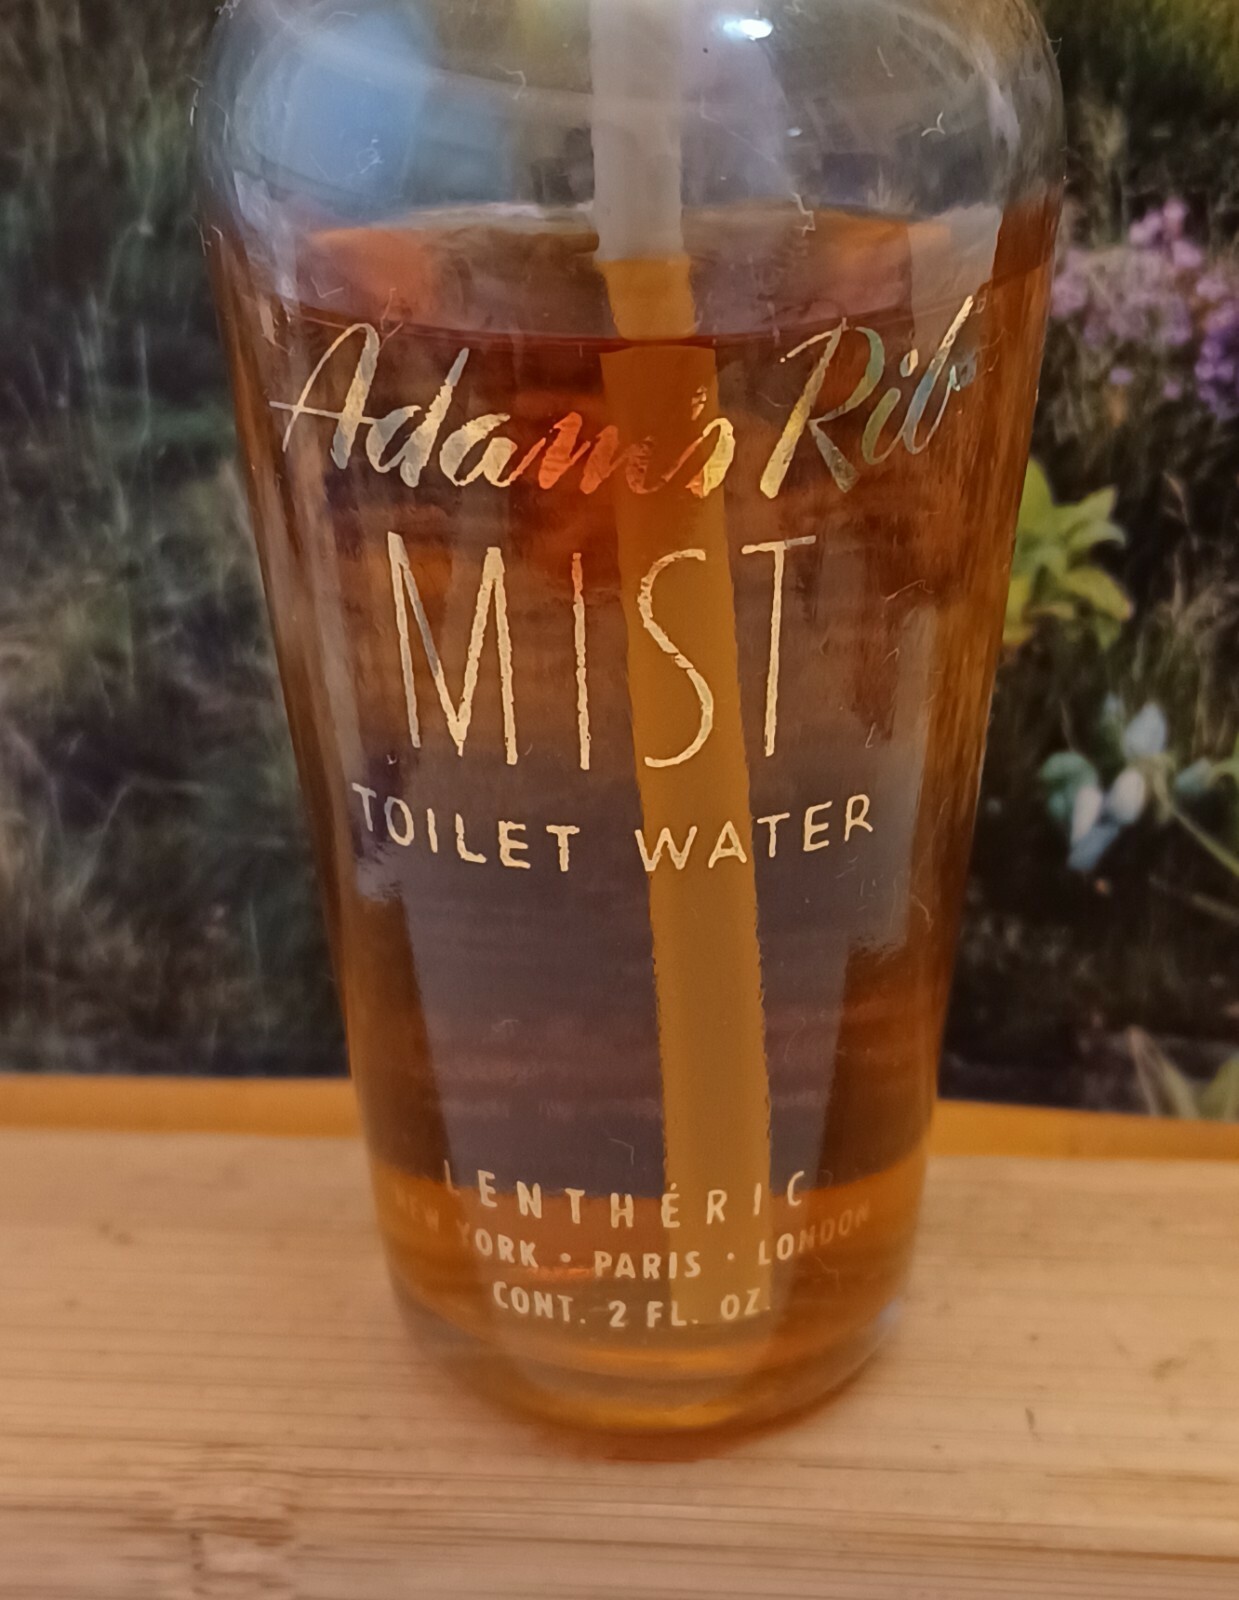 Adam's Rib
MIST
TOILET WATER
LENTHÉRIC
NEW YORK · PARIS · LONDON
CONT. 2 FL. OZ.